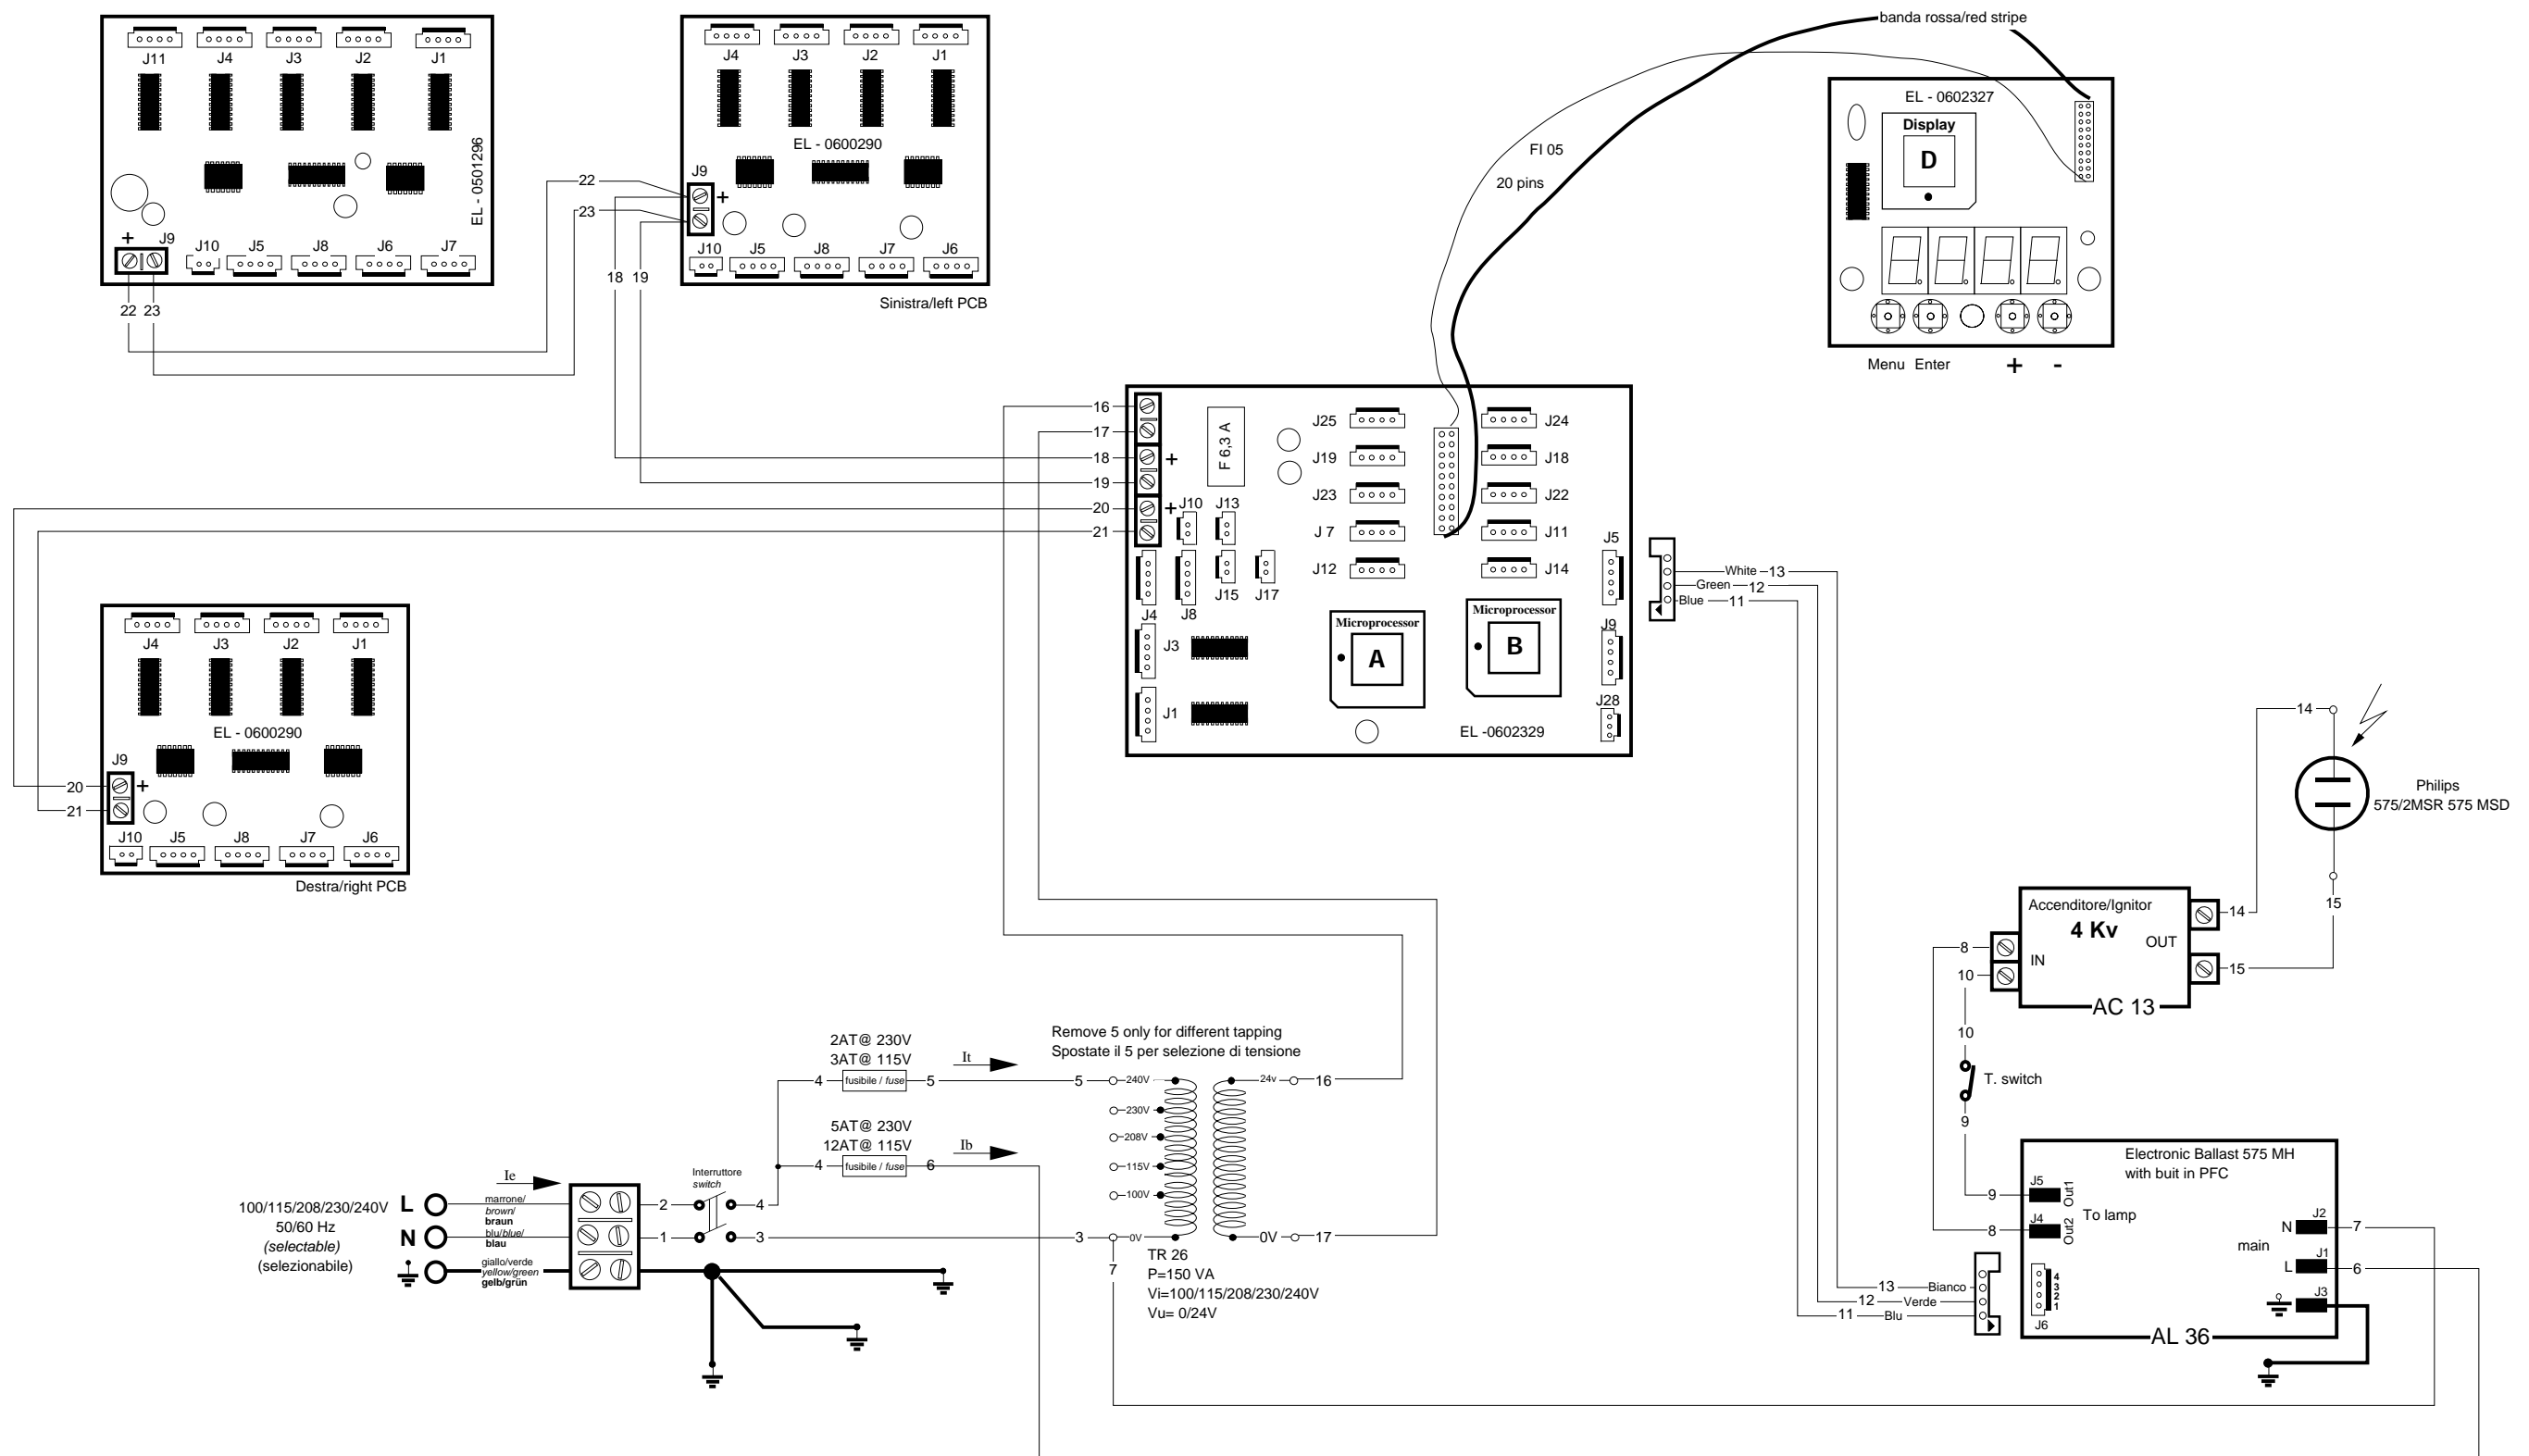 banda rossa/red stripe
J11 J4 J3 J2 J1
EL - 0501296
+ J9 J10 J5 J8 J6 J7
22 23
J4 J3 J2 J1
EL - 0600290
J9
+
J10 J5 J8 J7 J6
Sinistra/left PCB
22
23
18 19
FI 05
20 pins
EL - 0602327
Display
D
Menu Enter + -
16
17
18 +
19
20 +
21
F 6,3 A
J10 J13
J15 J17
J4 J8
J3
J1
J25 J24
J19 J18
J23 J22
J 7 J11
J12 J14
J5
J9
J28
Microprocessor
A
Microprocessor
B
EL -0602329
White 13
Green 12
Blue 11
J4 J3 J2 J1
EL - 0600290
J9
+
20
21
J10 J5 J8 J7 J6
Destra/right PCB
14
Philips
575/2MSR 575 MSD
15
Accenditore/Ignitor
4 Kv
OUT
IN
AC 13
14
15
8
10
10
T. switch
9
Electronic Ballast 575 MH
with buit in PFC
J5
Out1
J4
Out2
To lamp
9
8
J2
N
7
main
J1
L
6
J3
4
3
2
1
J6
AL 36
13 Bianco
12 Verde
11 Blu
2AT@ 230V
3AT@ 115V
4 fusibile / fuse 5
It
5AT@ 230V
12AT@ 115V
4 fusibile / fuse 6
Ib
Remove 5 only for different tapping
Spostate il 5 per selezione di tensione
5 240V
230V
208V
115V
100V
3 0V
24v 16
0V 17
7
TR 26
P=150 VA
Vi=100/115/208/230/240V
Vu= 0/24V
Ie
100/115/208/230/240V
50/60 Hz
(selectable)
(selezionabile)
L
N
marrone/
brown/
braun
blu/blue/
blau
giallo/verde
yellow/green
gelb/grün
Interruttore
switch
2 4
1 3